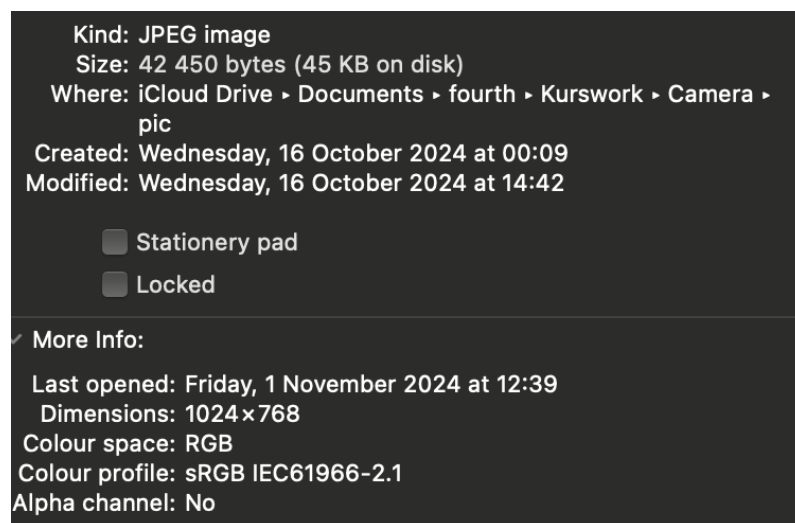 Kind: JPEG image
Size: 42 450 bytes (45 KB on disk)
Where: iCloud Drive ▸ Documents ▸ fourth ▸ Kurswork ▸ Camera ▸
pic
Created: Wednesday, 16 October 2024 at 00:09
Modified: Wednesday, 16 October 2024 at 14:42
Stationery pad
Locked
More Info:
Last opened: Friday, 1 November 2024 at 12:39
Dimensions: 1024×768
Colour space: RGB
Colour profile: sRGB IEC61966-2.1
Alpha channel: No